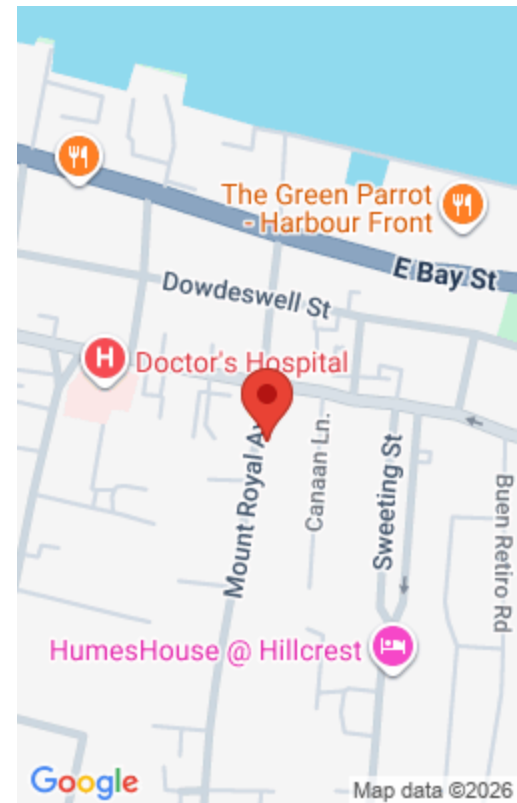 The Green Parrot
- Harbour Front
E Bay St
Dowdeswell St
H
Doctor's Hospital
Mount Royal Av
Canaan Ln.
Sweeting St
Buen Retiro Rd
HumesHouse @ Hillcrest
Google
Map data ©2026